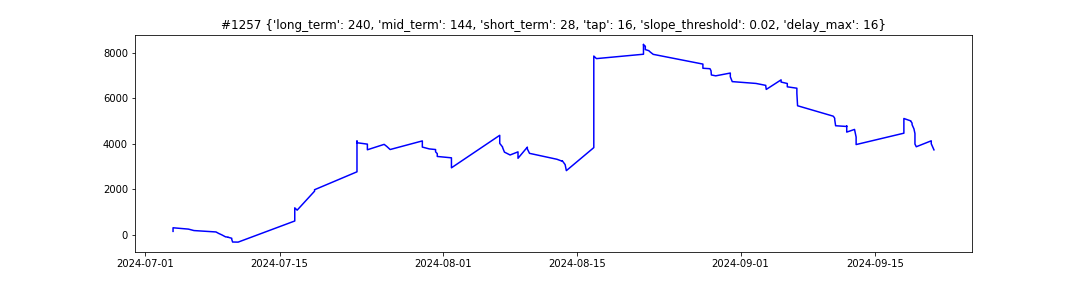 #1257 {'long_term': 240, 'mid_term': 144, 'short_term': 28, 'tap': 16, 'slope_threshold': 0.02, 'delay_max': 16}
8000
6000
4000
2000
0
2024-07-01 2024-07-15 2024-08-01 2024-08-15 2024-09-01 2024-09-15